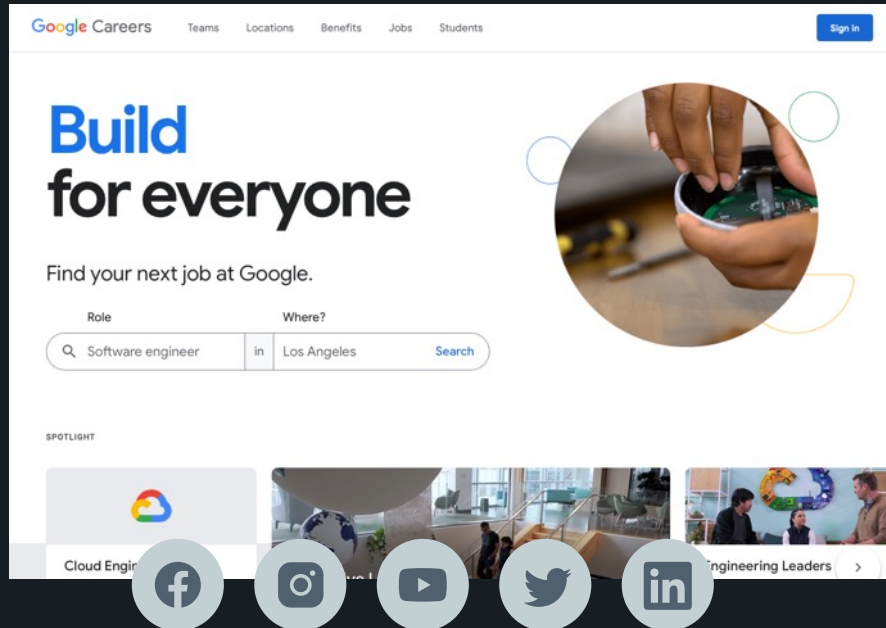 Google Careers Teams Locations Benefits Jobs Students Sign in
Build
for everyone
Find your next job at Google.
Role Where?
Software engineer in Los Angeles Search
SPOTLIGHT
Cloud Engin
Engineering Leaders